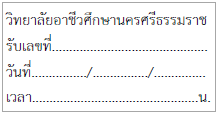 วิทยาลัยอาชีวศึกษานครศรีธรรมราช
รับเลขที่.......................................
วันที่............../.............../.............
เวลา.........................................น.